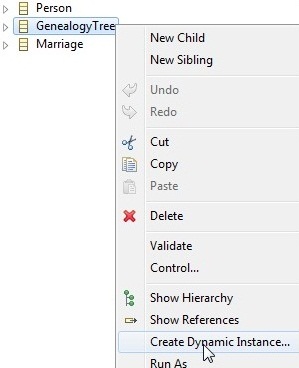 Person
GenealogyTree
Marriage
New Child
New Sibling
Undo
Redo
Cut
Copy
Paste
Delete
Validate
Control...
Show Hierarchy
Show References
Create Dynamic Instance...
Run As